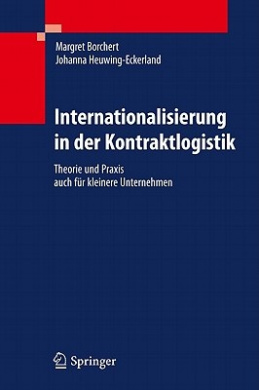 Margret Borchert
Johanna Heuwing-Eckerland
Internationalisierung
in der Kontraktlogistik
Theorie und Praxis
auch für kleinere Unternehmen
Springer